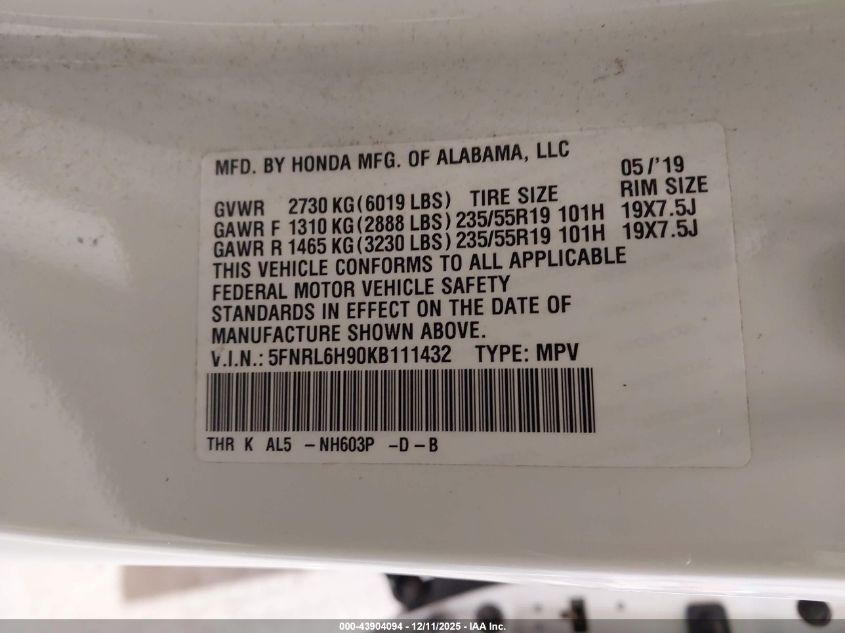 MFD. BY HONDA MFG. OF ALABAMA, LLC 05/'19
GVWR 2730 KG (6019 LBS) TIRE SIZE RIM SIZE
GAWR F 1310 KG (2888 LBS) 235/55R19 101H 19X7.5J
GAWR R 1465 KG (3230 LBS) 235/55R19 101H 19X7.5J
THIS VEHICLE CONFORMS TO ALL APPLICABLE
FEDERAL MOTOR VEHICLE SAFETY
STANDARDS IN EFFECT ON THE DATE OF
MANUFACTURE SHOWN ABOVE.
V.I.N.: 5FNRL6H90KB111432 TYPE: MPV
THR K AL5 -NH603P -D-B
000-43904094 - 12/11/2025 - IAA Inc.